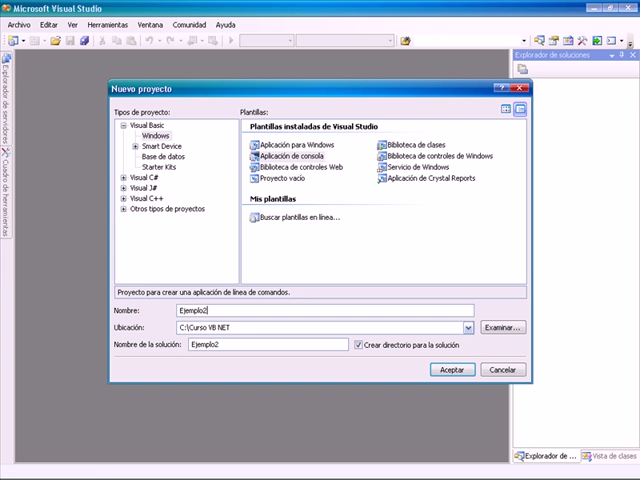 Microsoft Visual Studio
Archivo Editar Ver Herramientas Ventana Comunidad Ayuda
Explorador de soluciones
Explorador de servidores
Cuadro de herramientas
Nuevo proyecto
Tipos de proyecto:
Plantillas:
Visual Basic
Windows
Smart Device
Base de datos
Starter Kits
Visual C#
Visual J#
Visual C++
Otros tipos de proyectos
Plantillas instaladas de Visual Studio
Aplicación para Windows
Biblioteca de clases
Aplicación de consola
Biblioteca de controles de Windows
Biblioteca de controles Web
Servicio de Windows
Proyecto vacío
Aplicación de Crystal Reports
Mis plantillas
Buscar plantillas en línea...
Proyecto para crear una aplicación de línea de comandos.
Nombre: Ejemplo2
Ubicación: C:\Curso VB NET Examinar...
Nombre de la solución: Ejemplo2 Crear directorio para la solución
Aceptar Cancelar
Explorador de ... Vista de clases